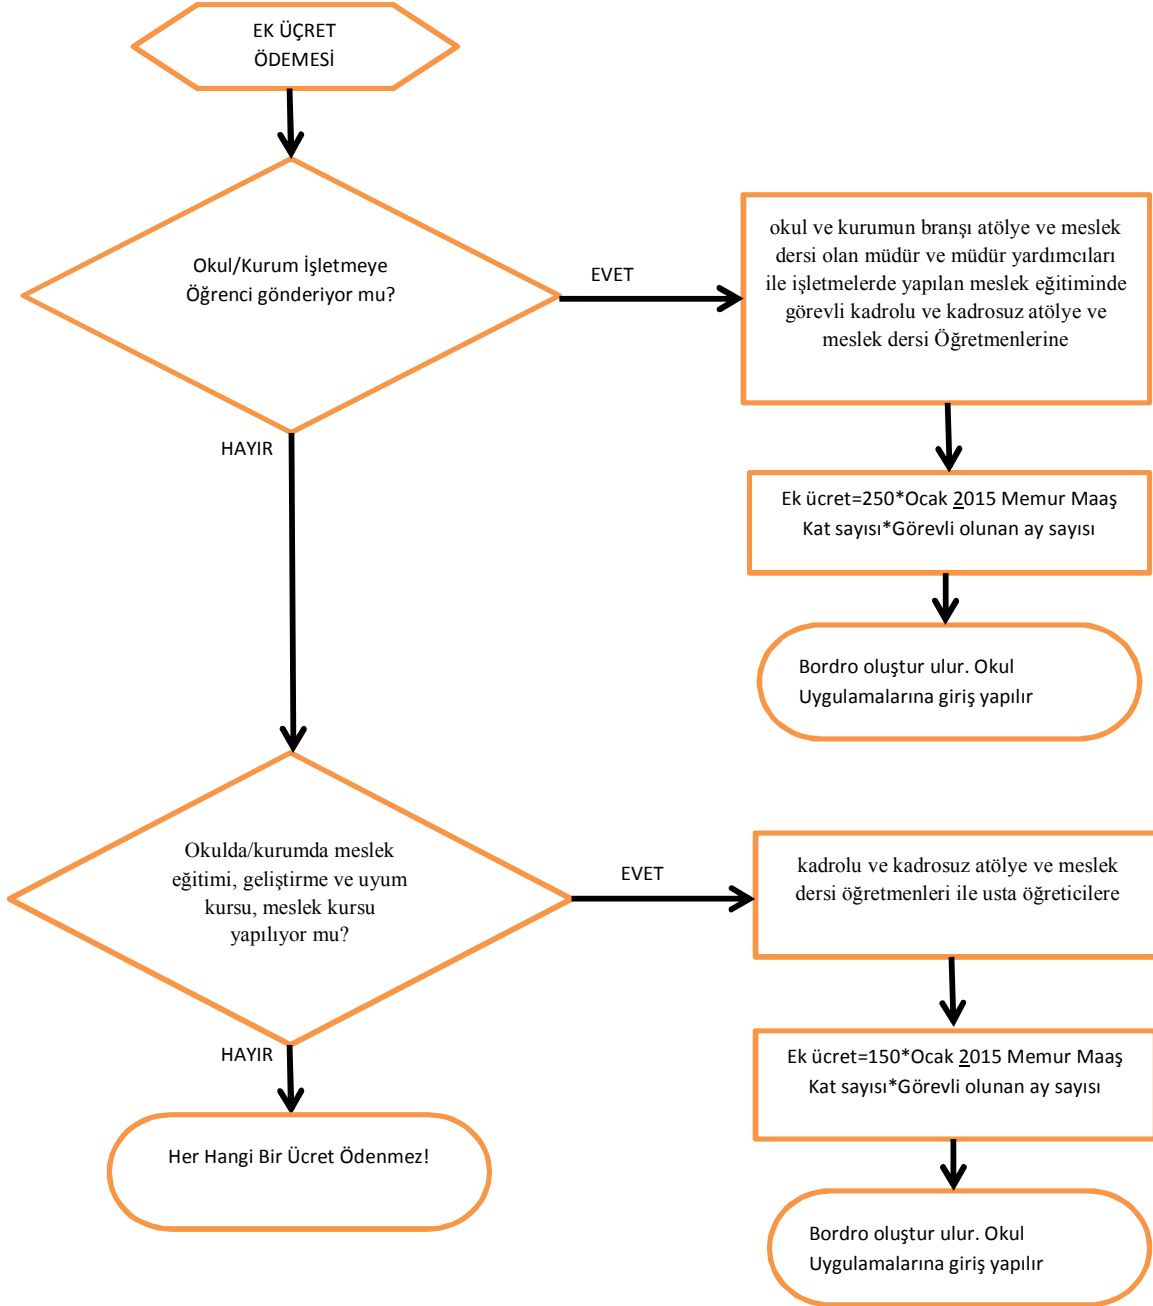 EK ÜÇRET
ÖDEMESİ
Okul/Kurum İşletmeye
Öğrenci gönderiyor mu?
EVET
okul ve kurumun branşı atölye ve meslek
dersi olan müdür ve müdür yardımcıları
ile işletmelerde yapılan meslek eğitiminde
görevli kadrolu ve kadrosuz atölye ve
meslek dersi Öğretmenlerine
HAYIR
Ek ücret=250*Ocak 2015 Memur Maaş
Kat sayısı*Görevli olunan ay sayısı
Bordro oluştur ulur. Okul
Uygulamalarına giriş yapılır
Okulda/kurumda meslek
eğitimi, geliştirme ve uyum
kursu, meslek kursu
yapılıyor mu?
EVET
kadrolu ve kadrosuz atölye ve meslek
dersi öğretmenleri ile usta öğreticilere
HAYIR
Ek ücret=150*Ocak 2015 Memur Maaş
Kat sayısı*Görevli olunan ay sayısı
Her Hangi Bir Ücret Ödenmez!
Bordro oluştur ulur. Okul
Uygulamalarına giriş yapılır